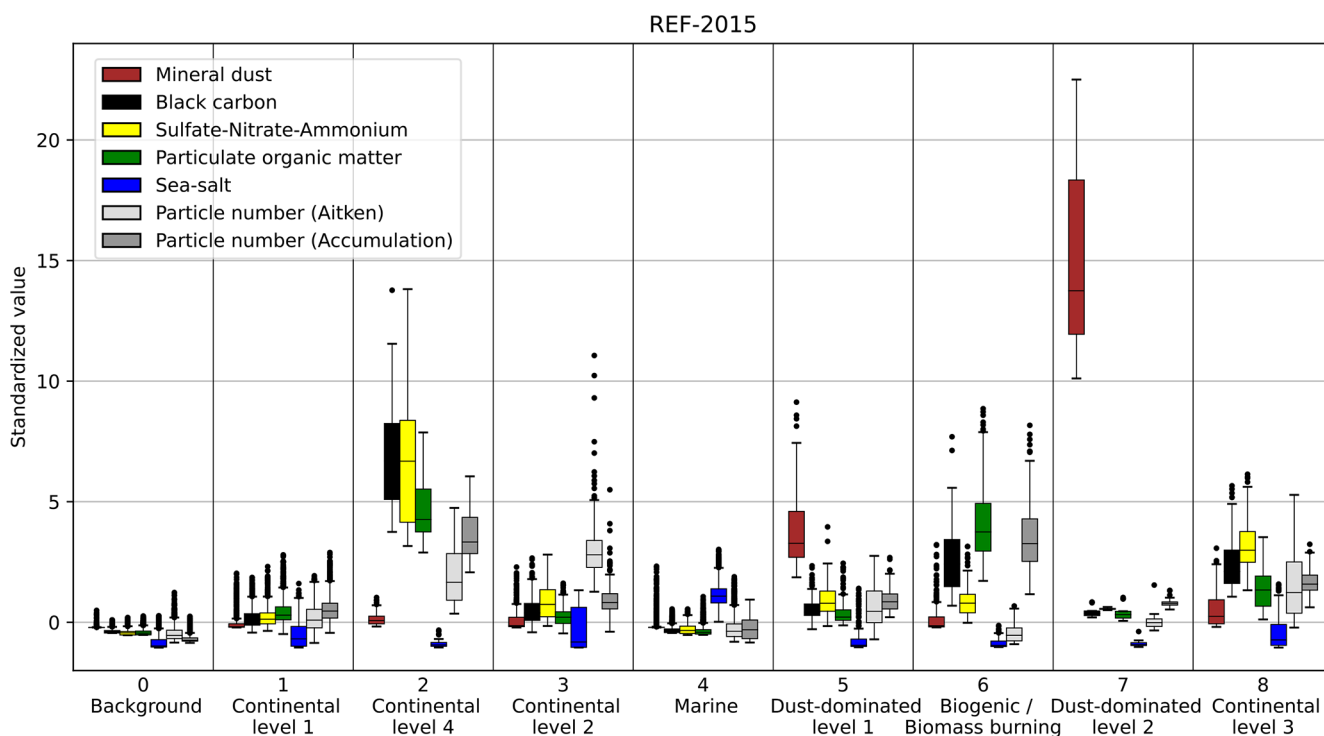 REF-2015
Mineral dust
Black carbon
Sulfate-Nitrate-Ammonium
Particulate organic matter
Sea-salt
Particle number (Aitken)
Particle number (Accumulation)
Standardized value
20
15
10
5
0
0 1 2 3 4 5 6 7 8
Background Continental Continental Continental Marine Dust-dominated Biogenic / Dust-dominated Continental
level 1 level 4 level 2 level 1 Biomass burning level 2 level 3